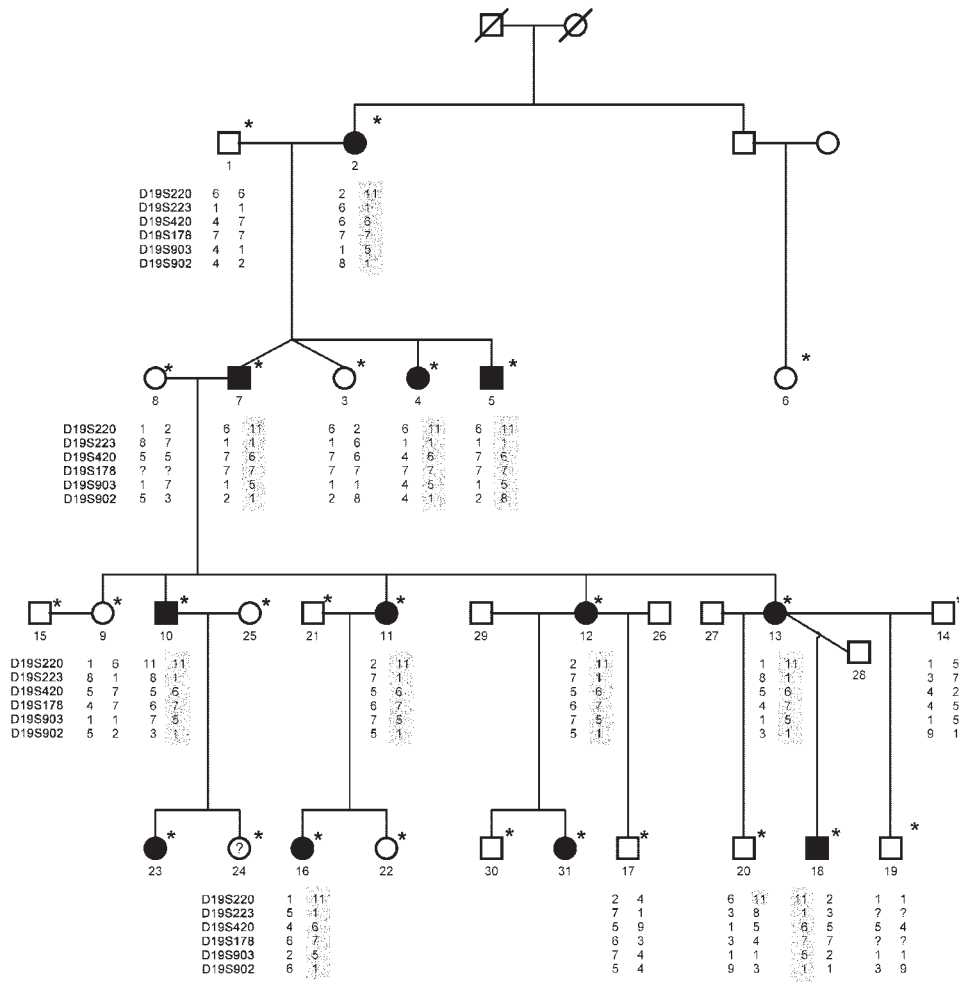 * *
1 2
D19S220 6 6 2 11
D19S223 1 1 6 1
D19S420 4 7 6 6
D19S178 7 7 7 7
D19S903 4 1 1 5
D19S902 4 2 8 1
* * * * * *
8 7 3 4 5 6
D19S220 1 2 6 11 6 2 6 11 6 11
D19S223 8 7 1 1 1 6 1 1 1 1
D19S420 5 5 7 6 7 6 4 6 7 6
D19S178 ? ? 7 7 7 7 7 7 7 7
D19S903 1 7 1 5 1 1 4 5 1 5
D19S902 5 3 2 1 2 8 4 1 2 8
* * * * * * * * *
15 9 10 25 21 11 29 12 26 27 13 28 14
D19S220 1 6 11 11 2 11 2 11 1 11 1 5
D19S223 8 1 8 1 7 1 7 1 8 1 3 7
D19S420 5 7 5 6 5 6 5 6 5 6 4 2
D19S178 4 7 6 7 6 7 6 7 4 7 4 5
D19S903 1 1 7 5 7 5 7 5 1 5 1 5
D19S902 5 2 3 1 5 1 5 1 3 1 9 1
* ? * * * * * * * * *
23 24 16 22 30 31 17 20 18 19
D19S220 1 11 2 4 6 11 11 2 1 1
D19S223 5 1 7 1 3 8 1 3 ? ?
D19S420 4 6 5 9 1 5 6 5 5 4
D19S178 6 7 6 3 3 4 7 7 ? ?
D19S903 2 5 7 4 1 1 5 2 1 1
D19S902 6 1 5 4 9 3 1 1 3 9